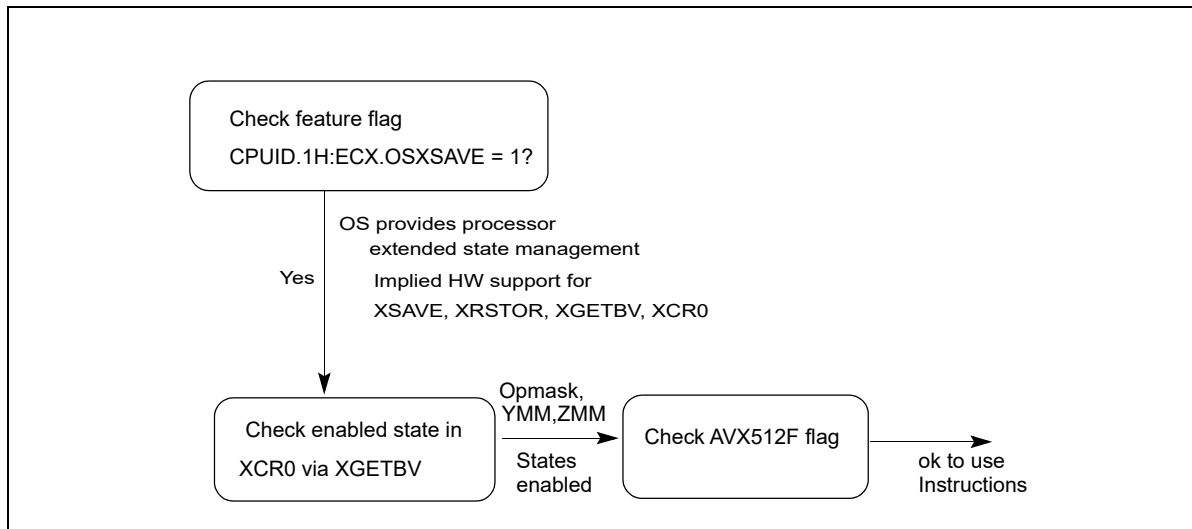 Check feature flag
CPUID.1H:ECX.OSXSAVE = 1?
OS provides processor
extended state management
Yes
Implied HW support for
XSAVE, XRSTOR, XGETBV, XCR0
Check enabled state in
XCR0 via XGETBV
Opmask,
YMM,ZMM
States
enabled
Check AVX512F flag
ok to use
Instructions